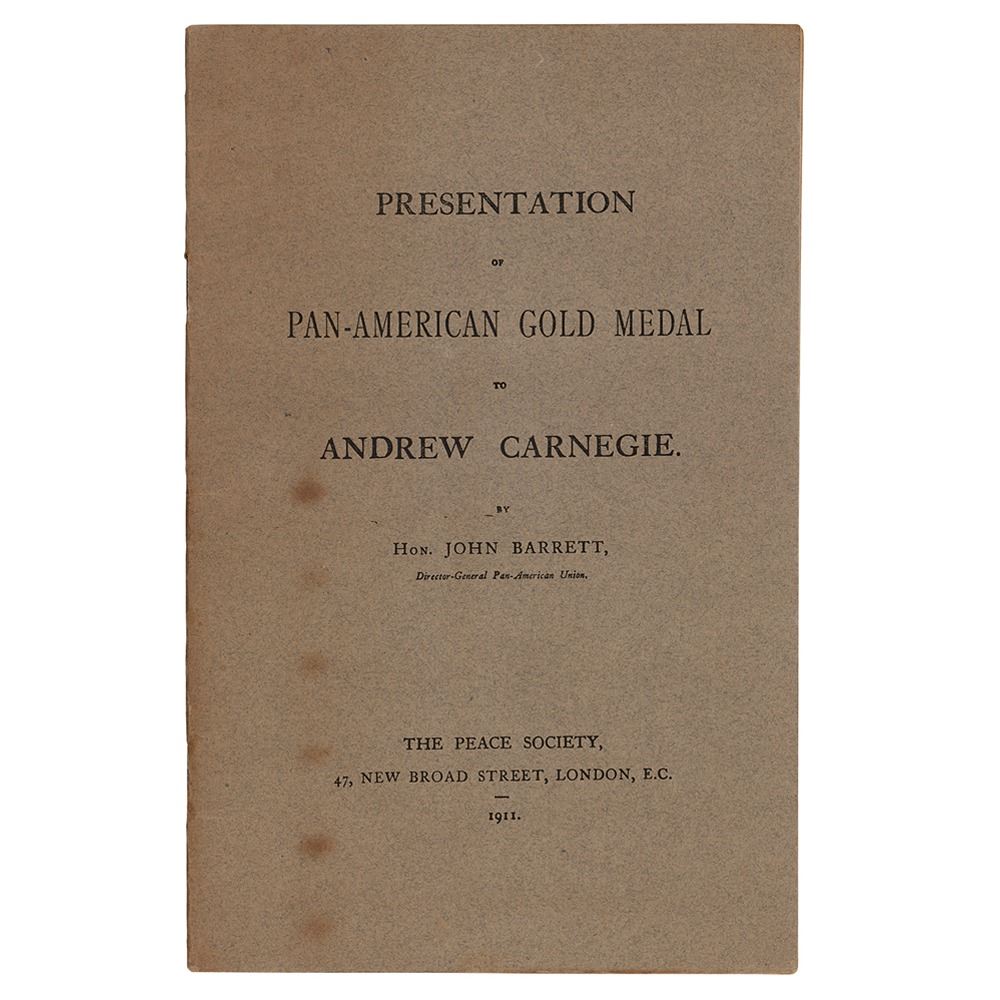 PRESENTATION
OF
PAN-AMERICAN GOLD MEDAL
TO
ANDREW CARNEGIE.
BY
Hon. JOHN BARRETT,
Director-General Pan-American Union.
THE PEACE SOCIETY,
47, NEW BROAD STREET, LONDON, E.C.
1911.